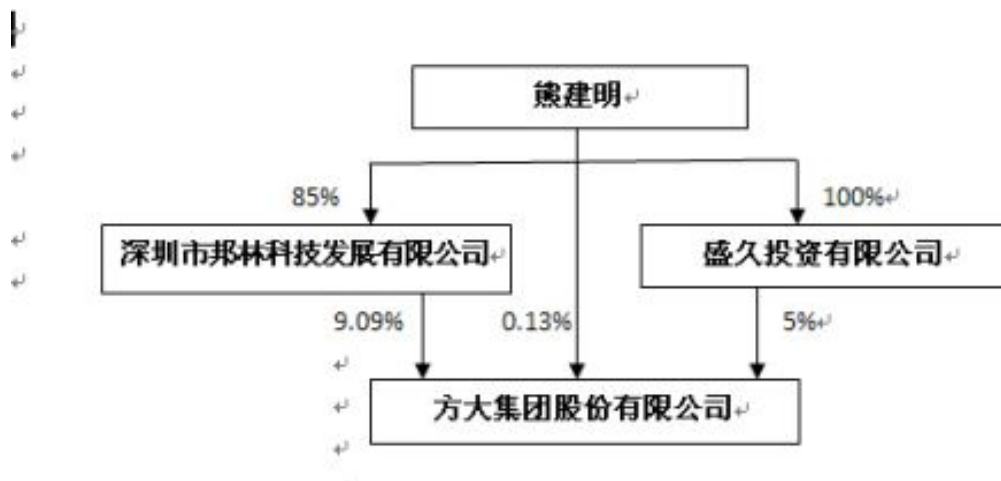 熊建明
85%
100%
深圳市邦林科技发展有限公司
盛久投资有限公司
9.09%
0.13%
5%
方大集团股份有限公司